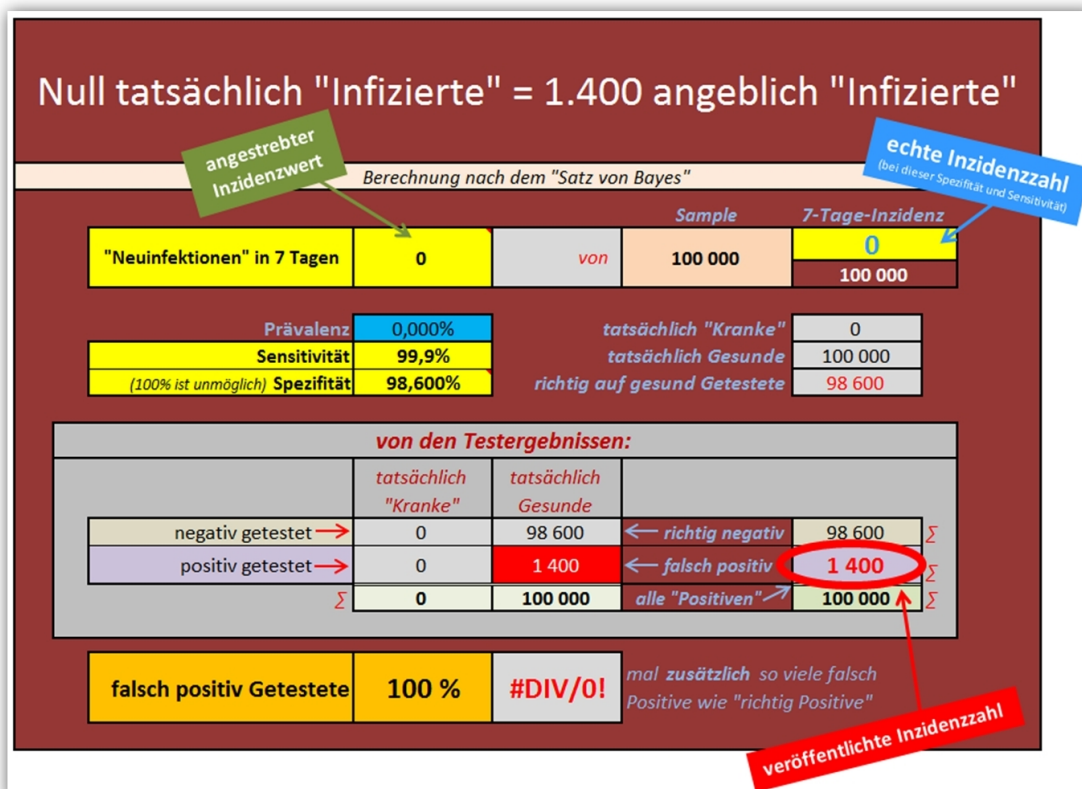 Null tatsächlich "Infizierte" = 1.400 angeblich "Infizierte"
angestrebter
Inzidenzwert
echte Inzidenzzahl
(bei dieser Spezifität und Sensitivität)
Berechnung nach dem "Satz von Bayes"
Sample 7-Tage-Inzidenz
"Neuinfektionen" in 7 Tagen 0 von 100 000 0
100 000
Prävalenz 0,000% tatsächlich "Kranke" 0
Sensitivität 99,9% tatsächlich Gesunde 100 000
(100% ist unmöglich) Spezifität 98,600% richtig auf gesund Getestete 98 600
von den Testergebnissen:
tatsächlich tatsächlich
"Kranke" Gesunde
negativ getestet → 0 98 600 ← richtig negativ 98 600 Σ
positiv getestet → 0 1 400 ← falsch positiv 1 400 Σ
Σ 0 100 000 alle "Positiven" 100 000 Σ
falsch positiv Getestete 100 % #DIV/0! mal zusätzlich so viele falsch
Positive wie "richtig Positive"
veröffentlichte Inzidenzzahl